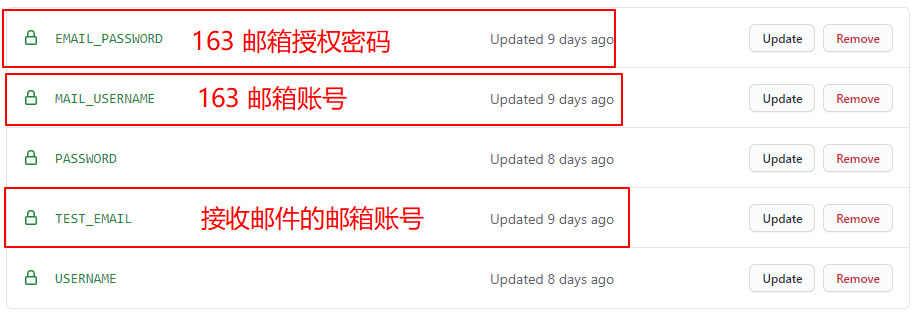 EMAIL_PASSWORD 163 邮箱授权密码 Updated 9 days ago Update Remove
MAIL_USERNAME 163 邮箱账号 Updated 9 days ago Update Remove
PASSWORD Updated 8 days ago Update Remove
TEST_EMAIL 接收邮件的邮箱账号 Updated 9 days ago Update Remove
USERNAME Updated 8 days ago Update Remove